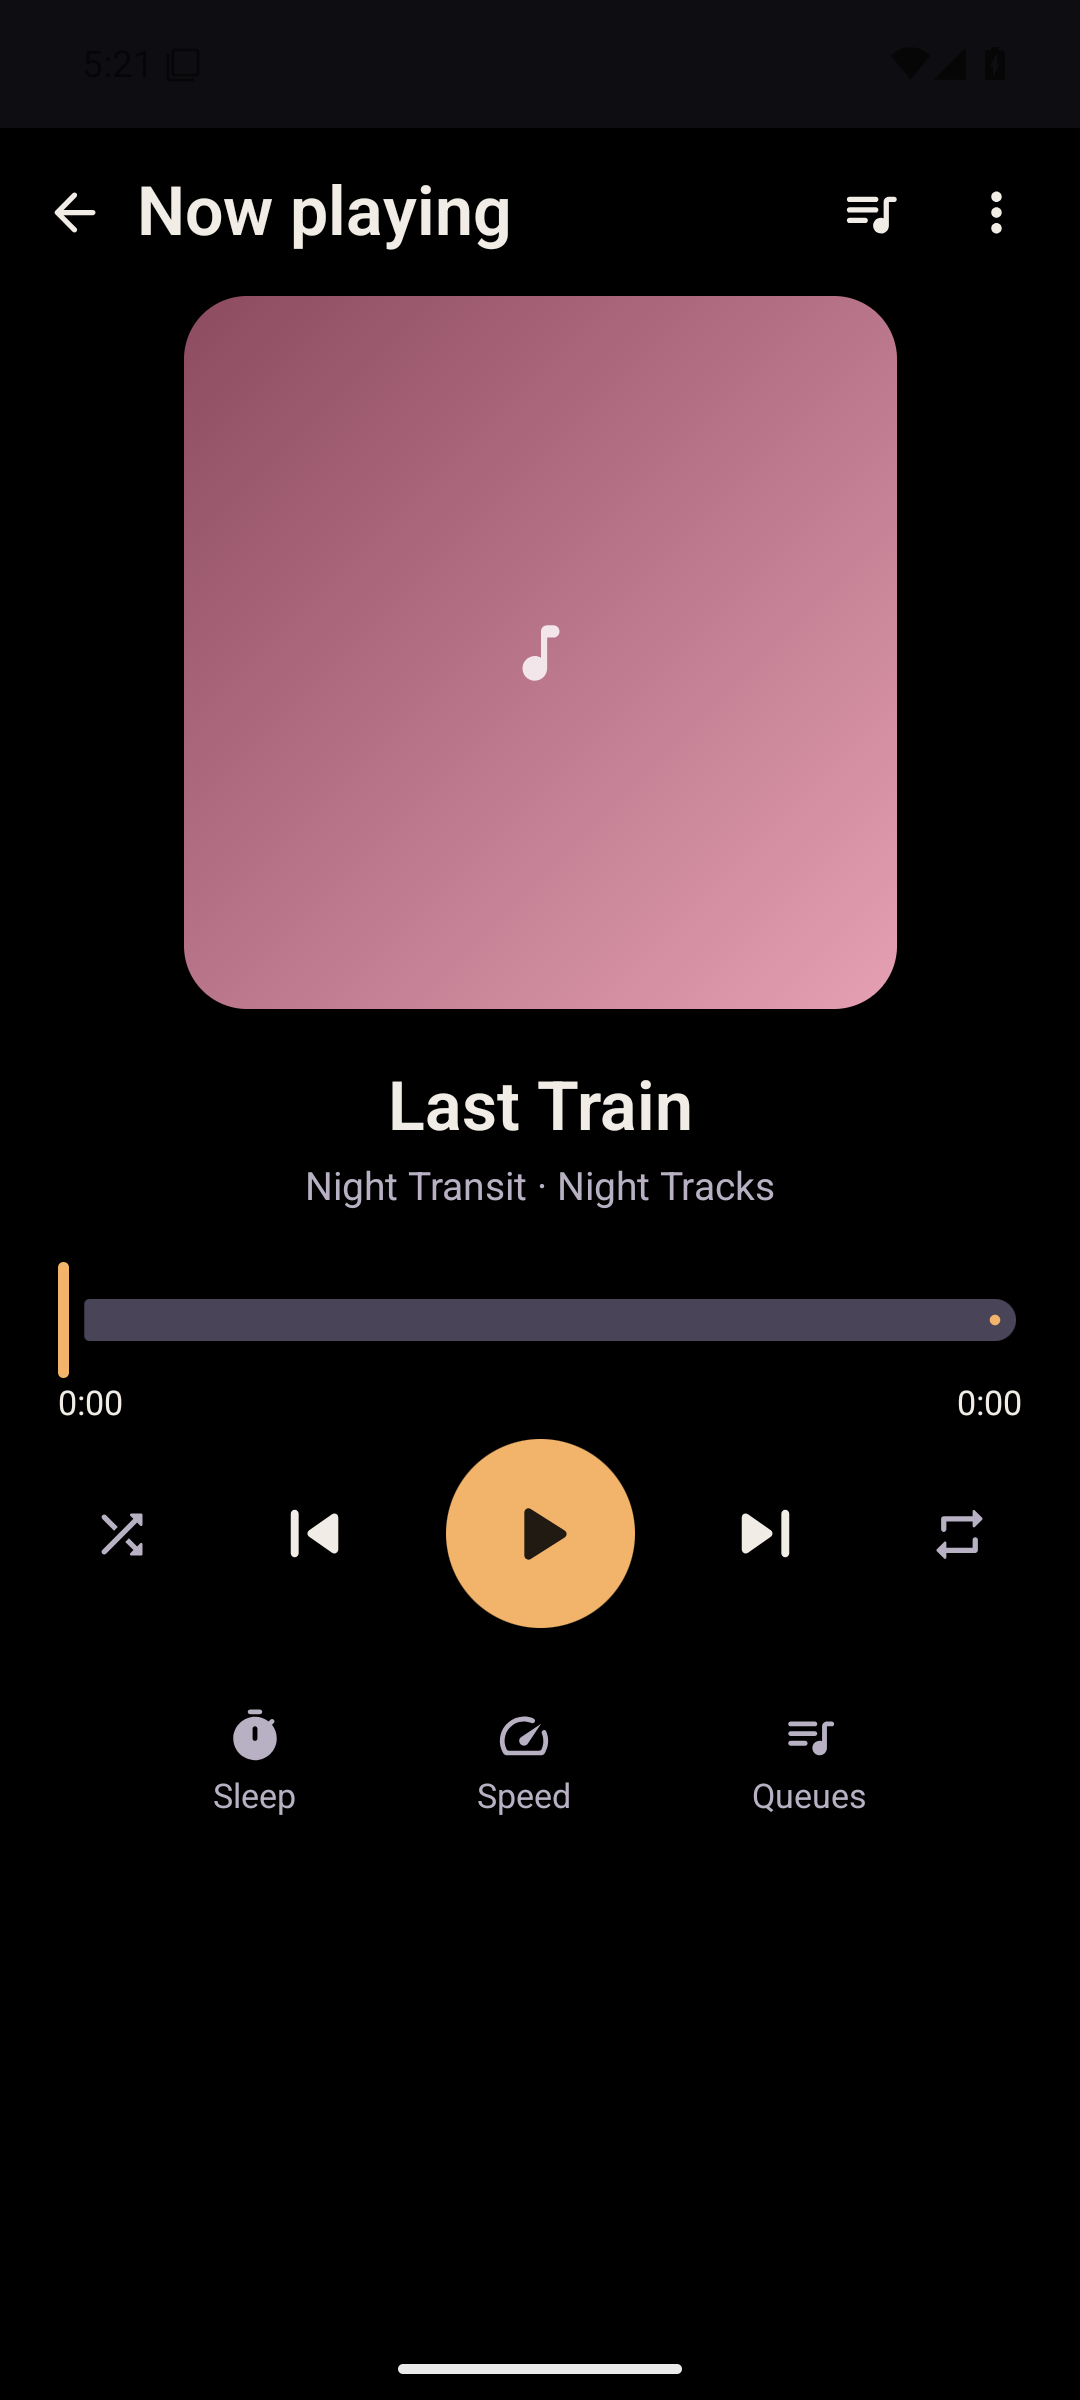 5:21
Now playing
Last Train
Night Transit · Night Tracks
0:00 0:00
Sleep Speed Queues